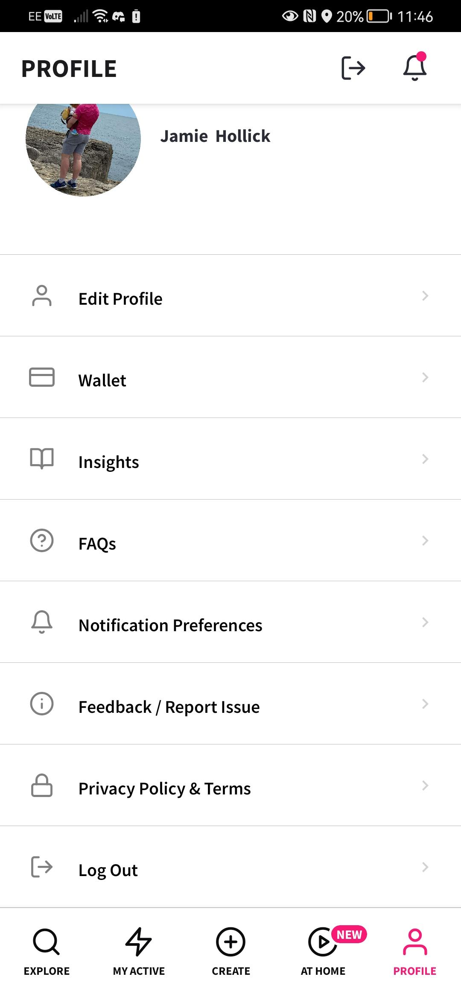 EE VoLTE 20% 11:46
PROFILE
Jamie Hollick
Edit Profile
Wallet
Insights
FAQs
Notification Preferences
Feedback / Report Issue
Privacy Policy & Terms
Log Out
NEW
EXPLORE MY ACTIVE CREATE AT HOME PROFILE